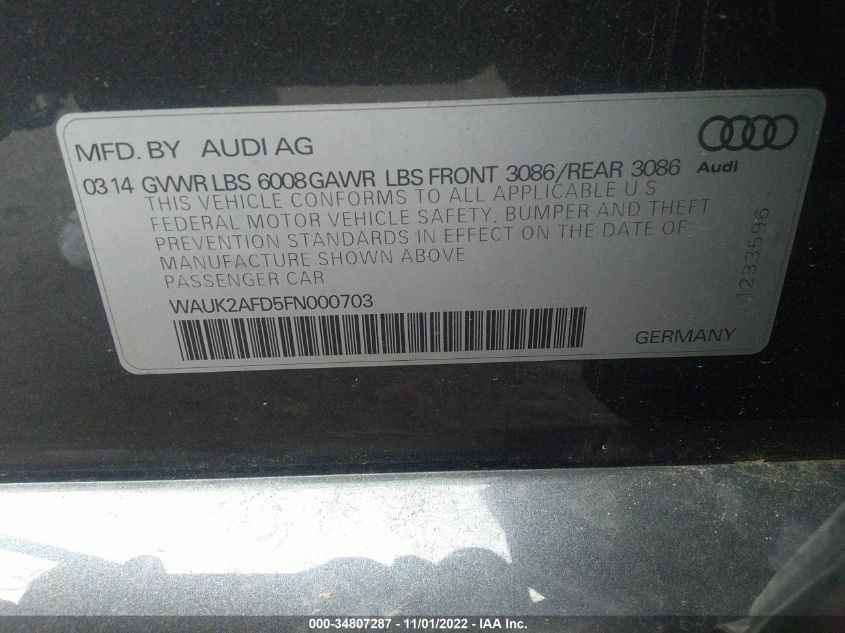 MFD. BY AUDI AG
Audi
03 14 GVWR LBS 6008 GAWR LBS FRONT 3086/REAR 3086
THIS VEHICLE CONFORMS TO ALL APPLICABLE U S
FEDERAL MOTOR VEHICLE SAFETY, BUMPER AND THEFT
PREVENTION STANDARDS IN EFFECT ON THE DATE OF
MANUFACTURE SHOWN ABOVE
PASSENGER CAR
1233596
WAUK2AFD5FN000703
GERMANY
000-34807287 - 11/01/2022 - IAA Inc.